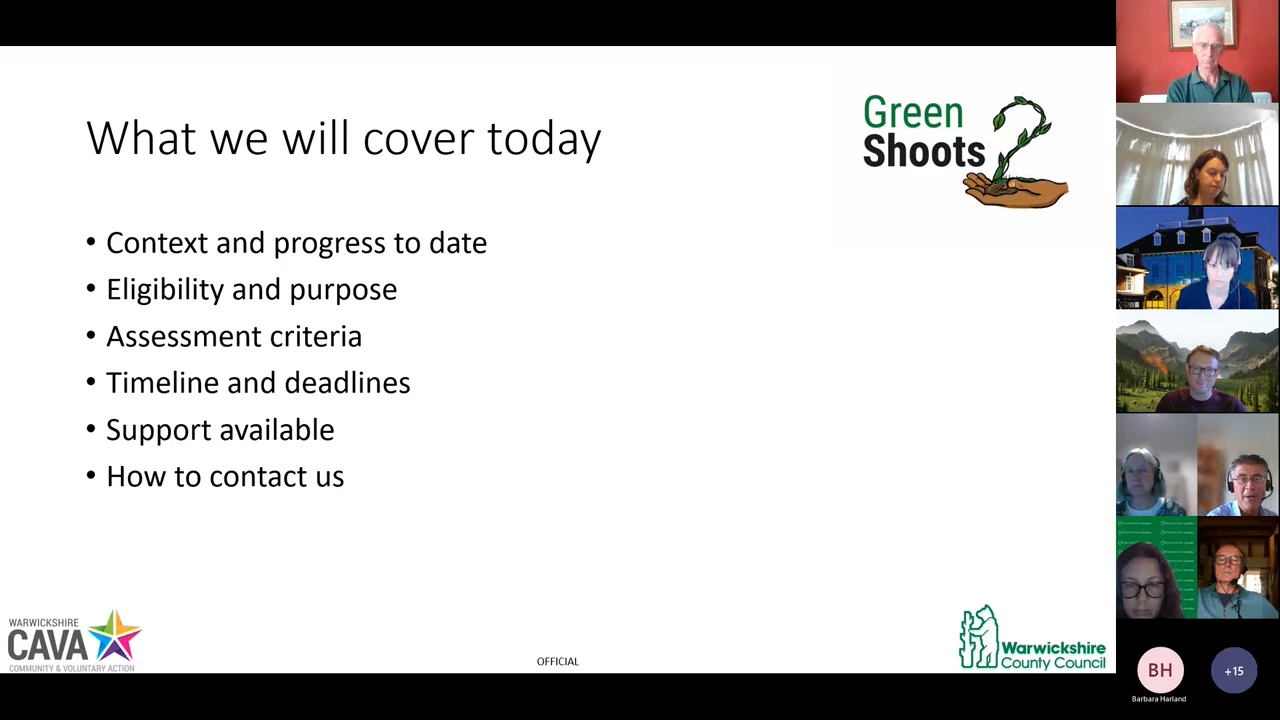 What we will cover today
Green
Shoots
• Context and progress to date
• Eligibility and purpose
• Assessment criteria
• Timeline and deadlines
• Support available
• How to contact us
WARWICKSHIRE
CAVA
COMMUNITY & VOLUNTARY ACTION
OFFICIAL
Warwickshire
County Council
BH
Barbara Harland
+15